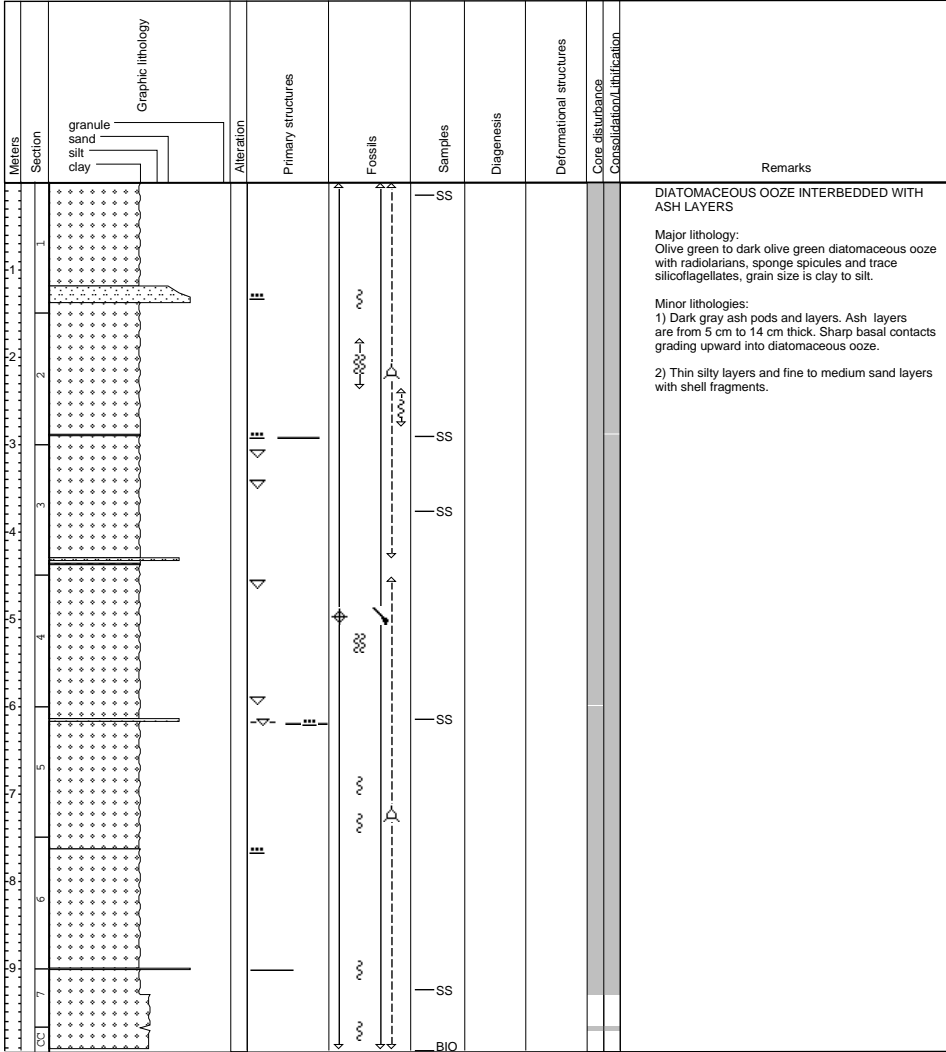 Meters
Section
Graphic lithology
granule
sand
silt
clay
Alteration
Primary structures
Fossils
Samples
Diagenesis
Deformational structures
Core disturbance
Consolidation/Lithification
Remarks
1
2
3
4
5
6
7
8
9
1
2
3
4
5
6
7
CC
SS
SS
SS
SS
SS
BIO
DIATOMACEOUS OOZE INTERBEDDED WITH
ASH LAYERS
Major lithology:
Olive green to dark olive green diatomaceous ooze
with radiolarians, sponge spicules and trace
silicoflagellates, grain size is clay to silt.
Minor lithologies:
1) Dark gray ash pods and layers. Ash layers
are from 5 cm to 14 cm thick. Sharp basal contacts
grading upward into diatomaceous ooze.
2) Thin silty layers and fine to medium sand layers
with shell fragments.